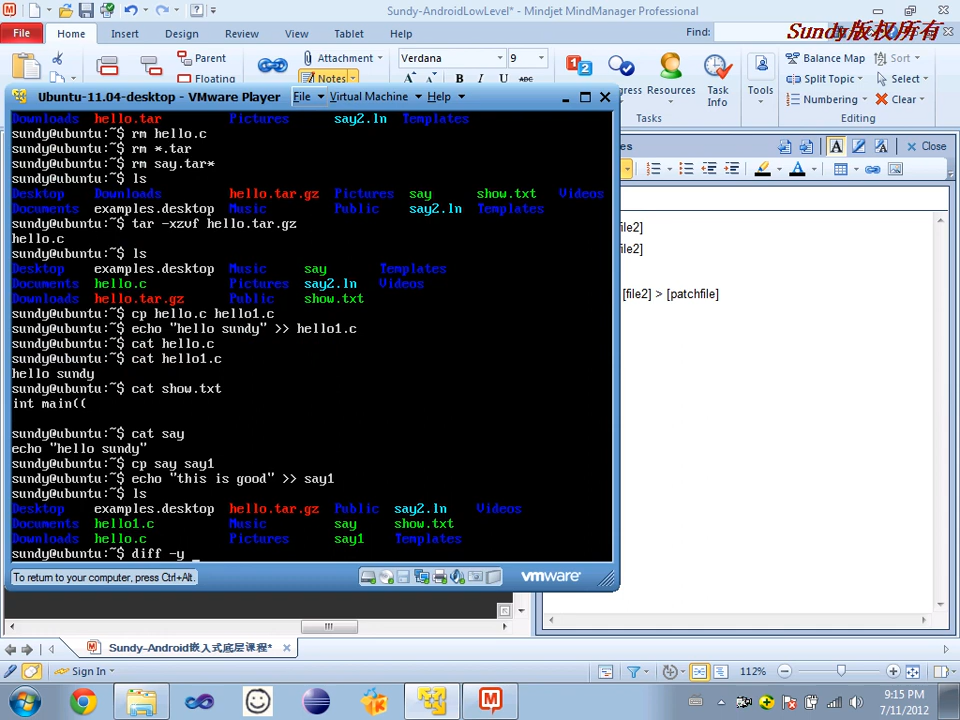 Sundy-AndroidLowLevel* - Mindjet MindManager Professional
File Home Insert Design Review View Tablet Help Find:
Sundy版权所有
Parent Attachment Verdana 9 Balance Map Sort
Floating Notes B I U Resources Task Info Tools Split Topic Select
Numbering Clear
Tasks Editing
Ubuntu-11.04-desktop - VMware Player File Virtual Machine Help
Close
Downloads hello.tar Pictures say2.ln Templates
sundy@ubuntu:~$ rm hello.c
sundy@ubuntu:~$ rm *.tar
sundy@ubuntu:~$ rm say.tar*
sundy@ubuntu:~$ ls
Desktop Downloads hello.tar.gz Pictures say show.txt Videos
Documents examples.desktop Music Public say2.ln Templates
sundy@ubuntu:~$ tar -xzvf hello.tar.gz
hello.c
sundy@ubuntu:~$ ls
Desktop examples.desktop Music say Templates
Documents hello.c Pictures say2.ln Videos
Downloads hello.tar.gz Public show.txt
sundy@ubuntu:~$ cp hello.c hello1.c
sundy@ubuntu:~$ echo "hello sundy" >> hello1.c
sundy@ubuntu:~$ cat hello.c
sundy@ubuntu:~$ cat hello1.c
hello sundy
sundy@ubuntu:~$ cat show.txt
int main((
sundy@ubuntu:~$ cat say
echo "hello sundy"
sundy@ubuntu:~$ cp say say1
sundy@ubuntu:~$ echo "this is good" >> say1
sundy@ubuntu:~$ ls
Desktop examples.desktop hello.tar.gz Public say2.ln Videos
Documents hello1.c Music say show.txt
Downloads hello.c Pictures say1 Templates
sundy@ubuntu:~$ diff -y _
To return to your computer, press Ctrl+Alt.
vmware
file2]
file2]
[file2] > [patchfile]
Sundy-Android嵌入式底层课程*
Sign In 112%
9:15 PM
7/11/2012